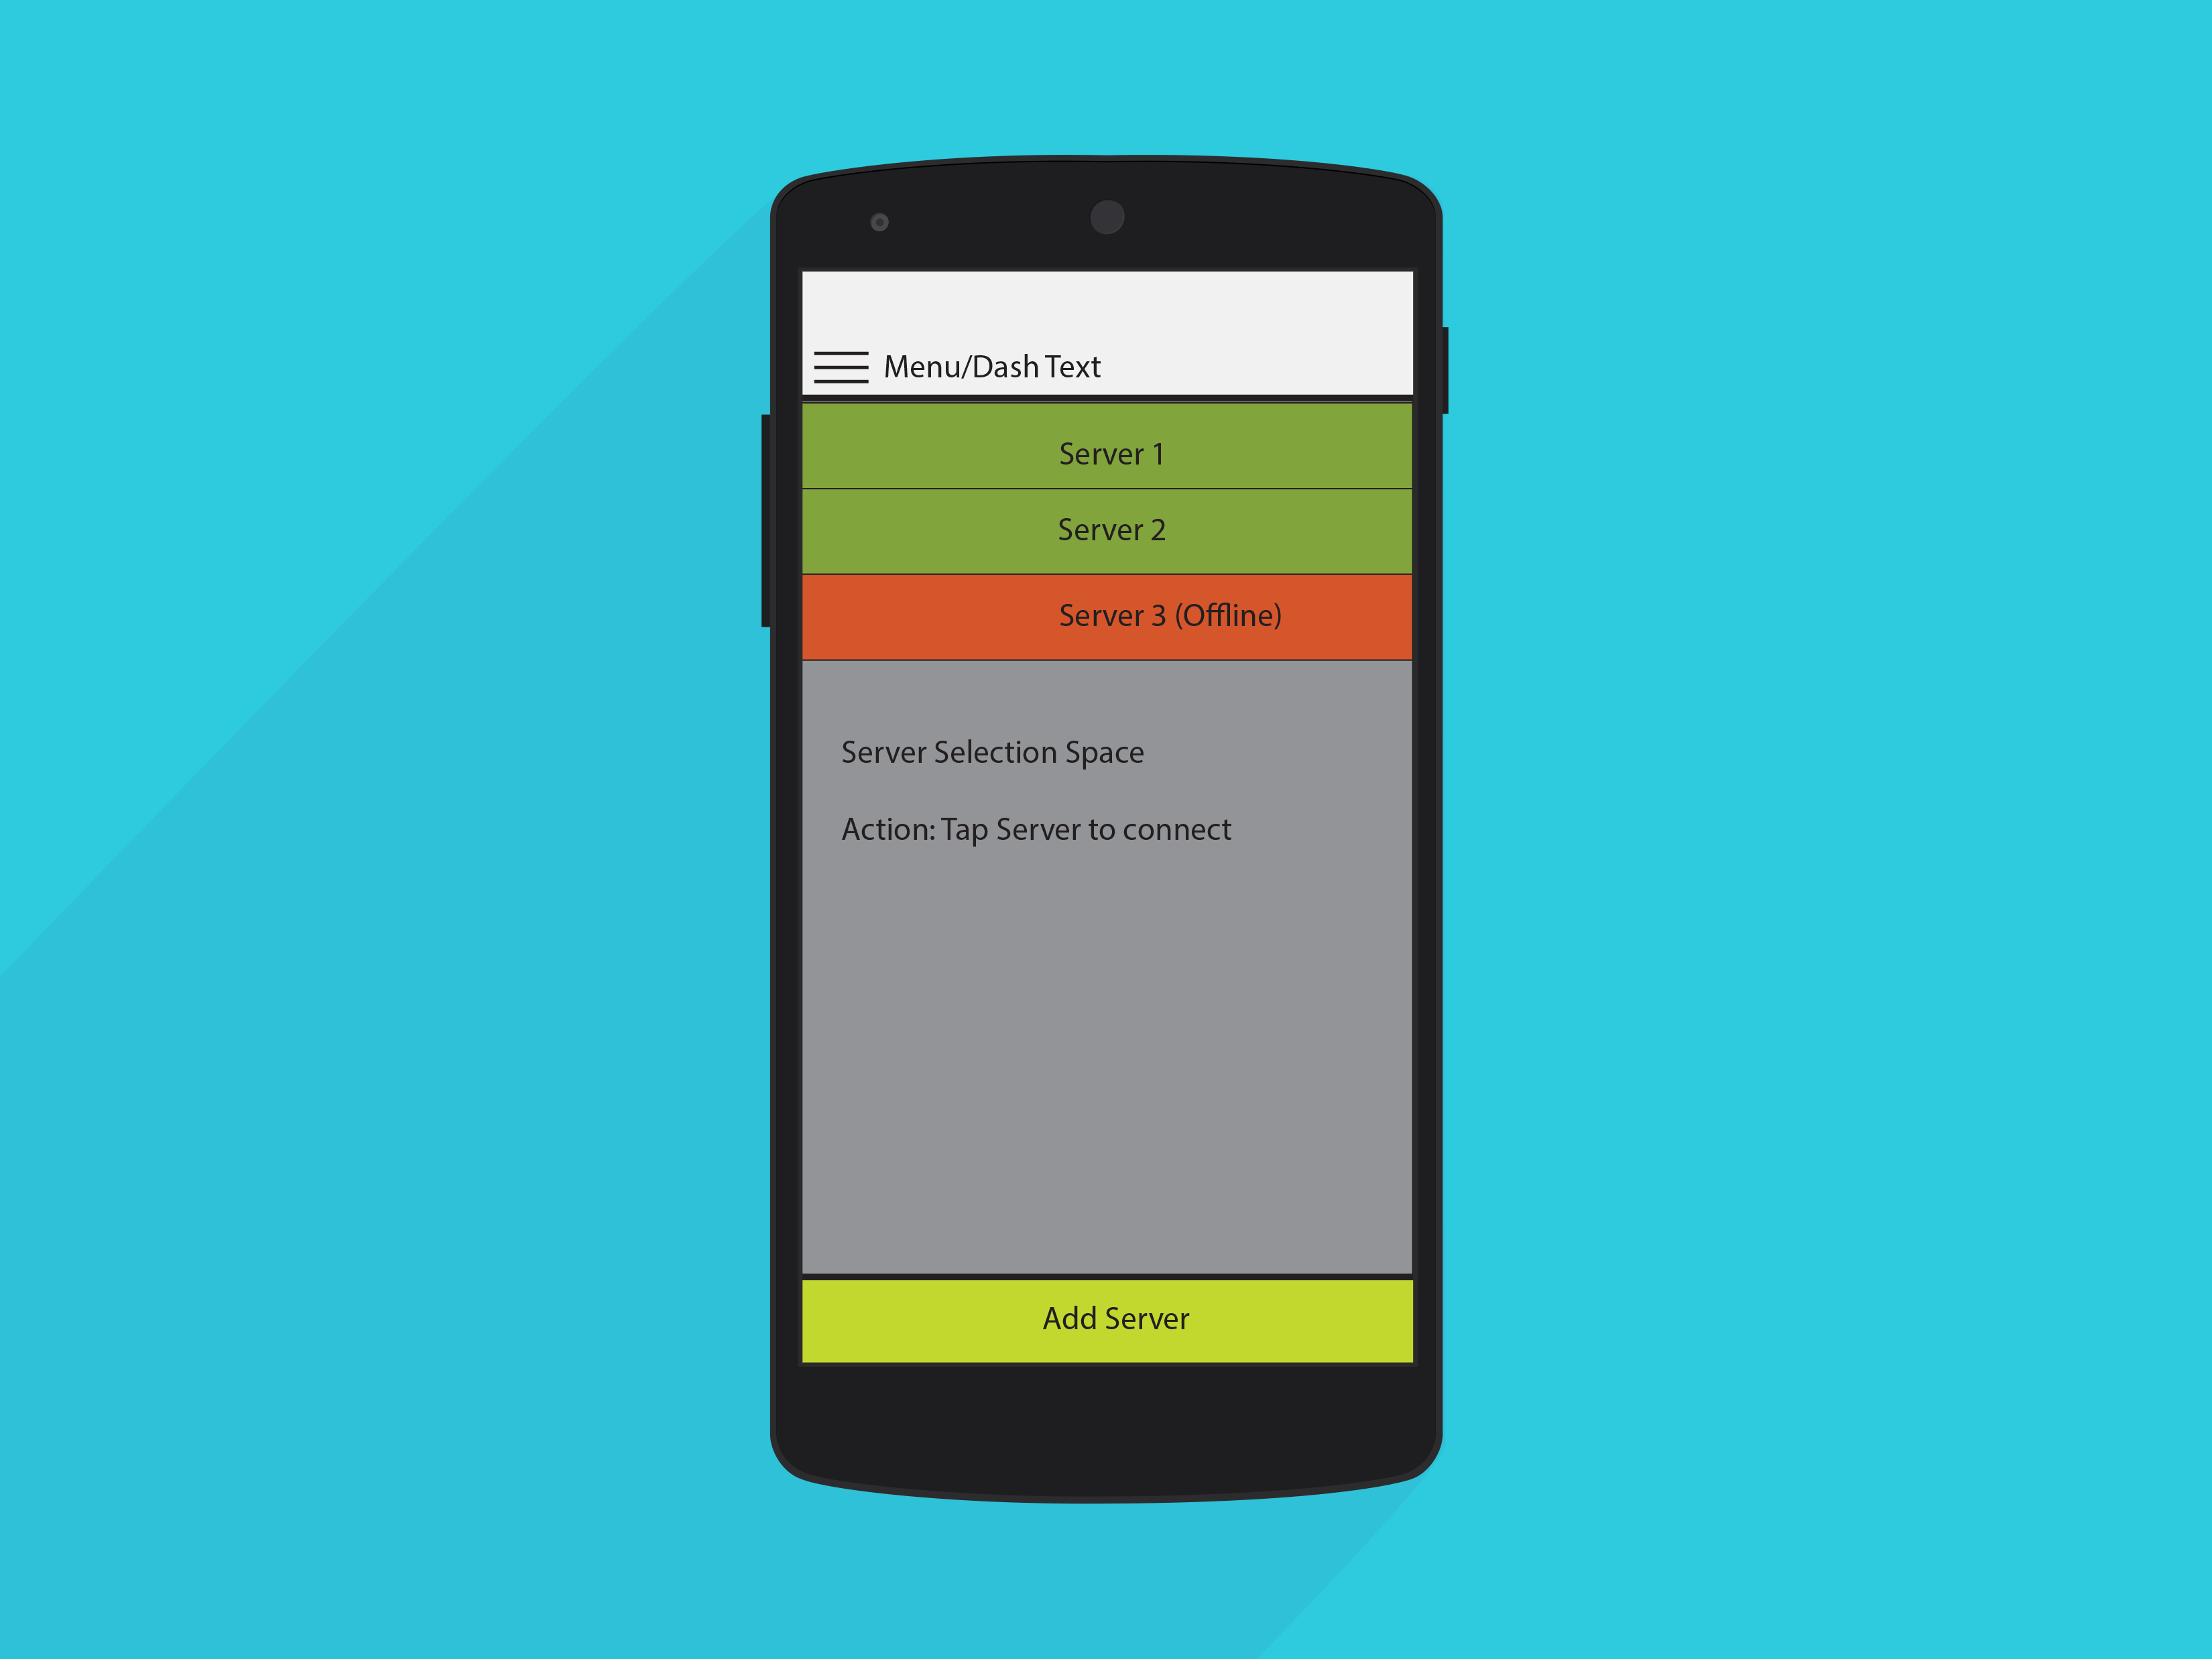 Menu/Dash Text
Server 1
Server 2
Server 3 (Offline)
Server Selection Space
Action: Tap Server to connect
Add Server